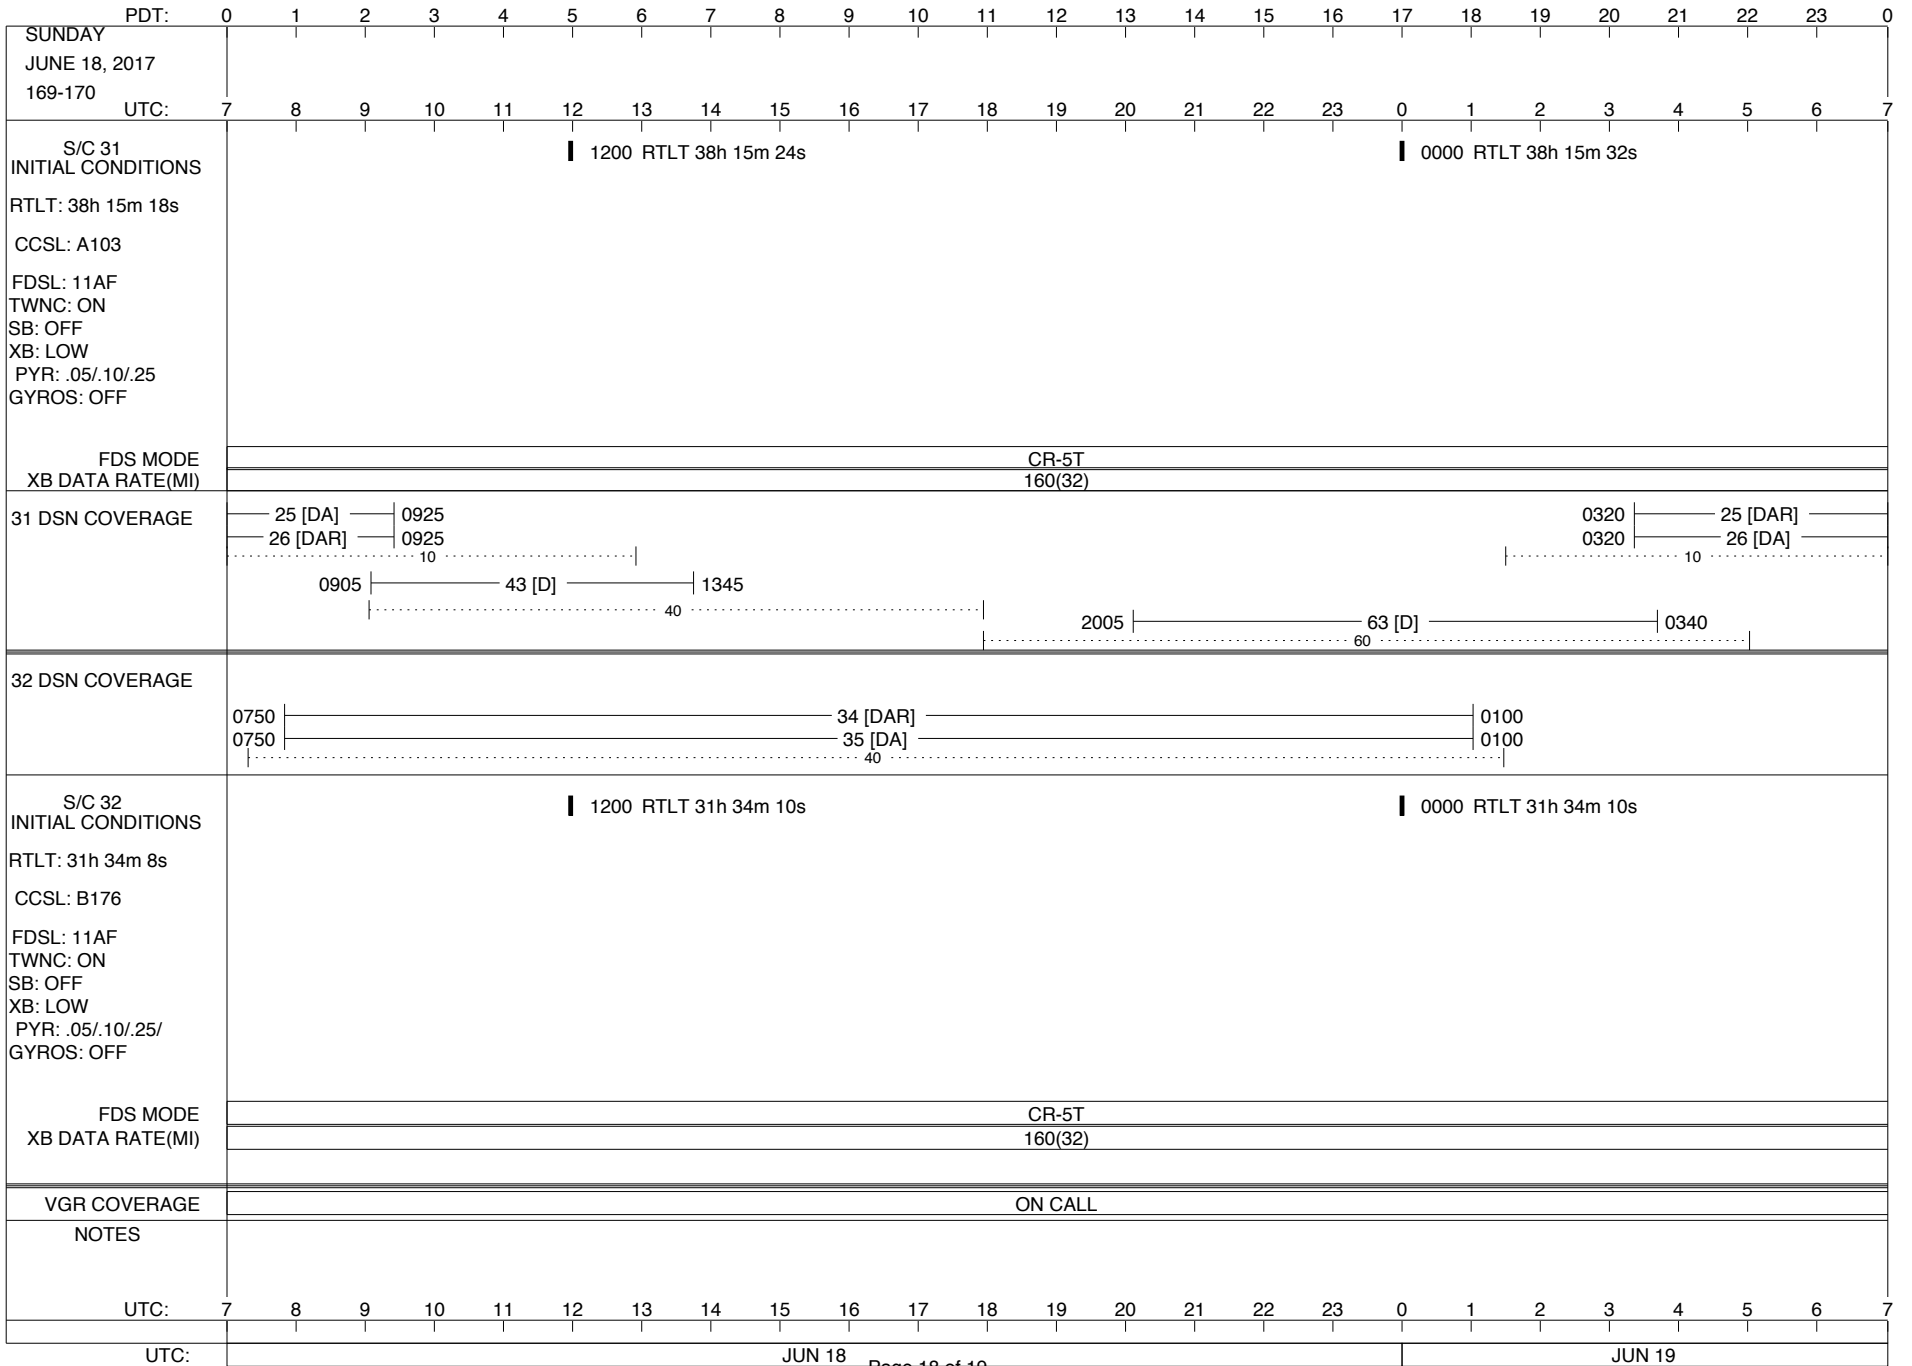 PDT: 0 1 2 3 4 5 6 7 8 9 10 11 12 13 14 15 16 17 18 19 20 21 22 23 0
SUNDAY
JUNE 18, 2017
169-170
UTC: 7 8 9 10 11 12 13 14 15 16 17 18 19 20 21 22 23 0 1 2 3 4 5 6 7
S/C 31
INITIAL CONDITIONS
1200 RTLT 38h 15m 24s
0000 RTLT 38h 15m 32s
RTLT: 38h 15m 18s
CCSL: A103
FDSL: 11AF
TWNC: ON
SB: OFF
XB: LOW
PYR: .05/.10/.25
GYROS: OFF
FDS MODE CR-5T
XB DATA RATE(MI) 160(32)
31 DSN COVERAGE
25 [DA] 0925 0320 25 [DAR]
26 [DAR] 0925 0320 26 [DA]
10 10
0905 43 [D] 1345
40
2005 63 [D] 0340
60
32 DSN COVERAGE
0750 34 [DAR] 0100
0750 35 [DA] 0100
40
S/C 32
INITIAL CONDITIONS
1200 RTLT 31h 34m 10s
0000 RTLT 31h 34m 10s
RTLT: 31h 34m 8s
CCSL: B176
FDSL: 11AF
TWNC: ON
SB: OFF
XB: LOW
PYR: .05/.10/.25/
GYROS: OFF
FDS MODE CR-5T
XB DATA RATE(MI) 160(32)
VGR COVERAGE ON CALL
NOTES
UTC: 7 8 9 10 11 12 13 14 15 16 17 18 19 20 21 22 23 0 1 2 3 4 5 6 7
UTC: JUN 18 JUN 19
Page 18 of 19